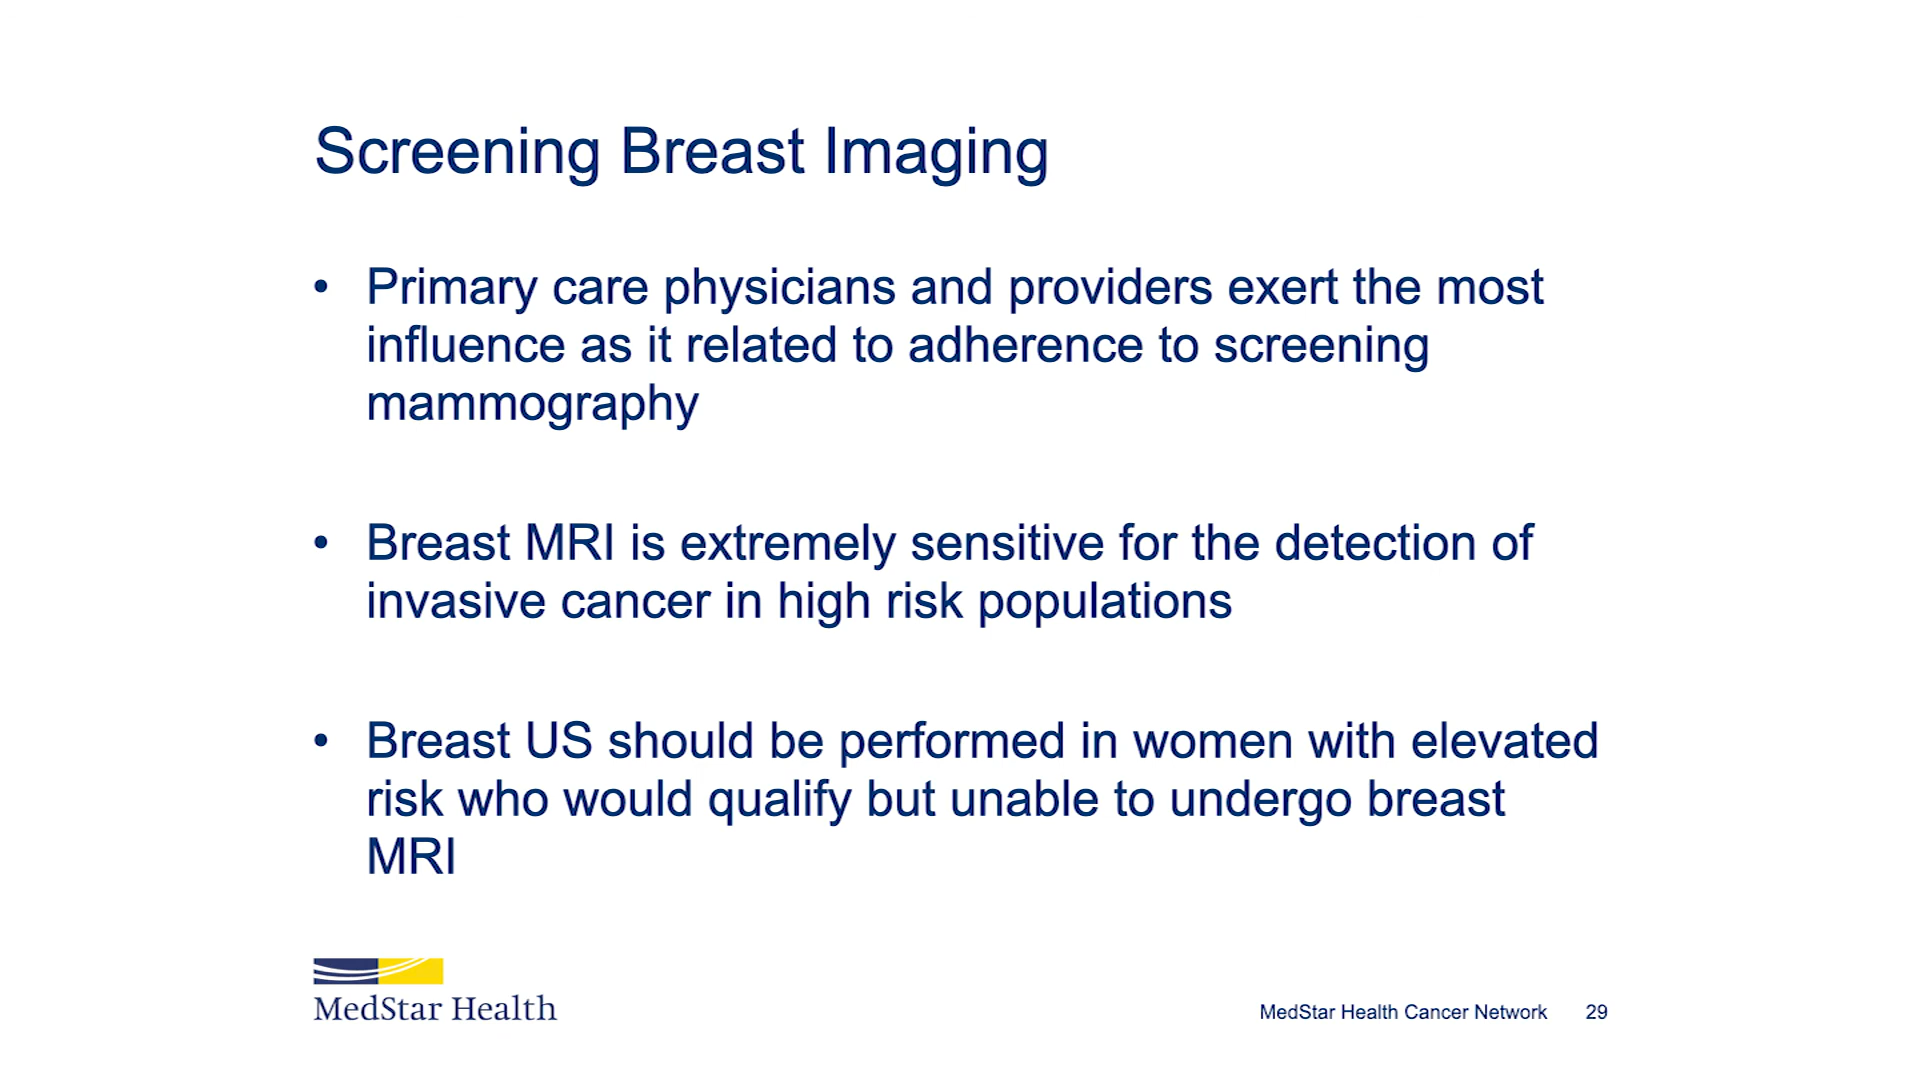 Screening Breast Imaging
• Primary care physicians and providers exert the most
influence as it related to adherence to screening
mammography
• Breast MRI is extremely sensitive for the detection of
invasive cancer in high risk populations
• Breast US should be performed in women with elevated
risk who would qualify but unable to undergo breast
MRI
MedStar Health
MedStar Health Cancer Network 29